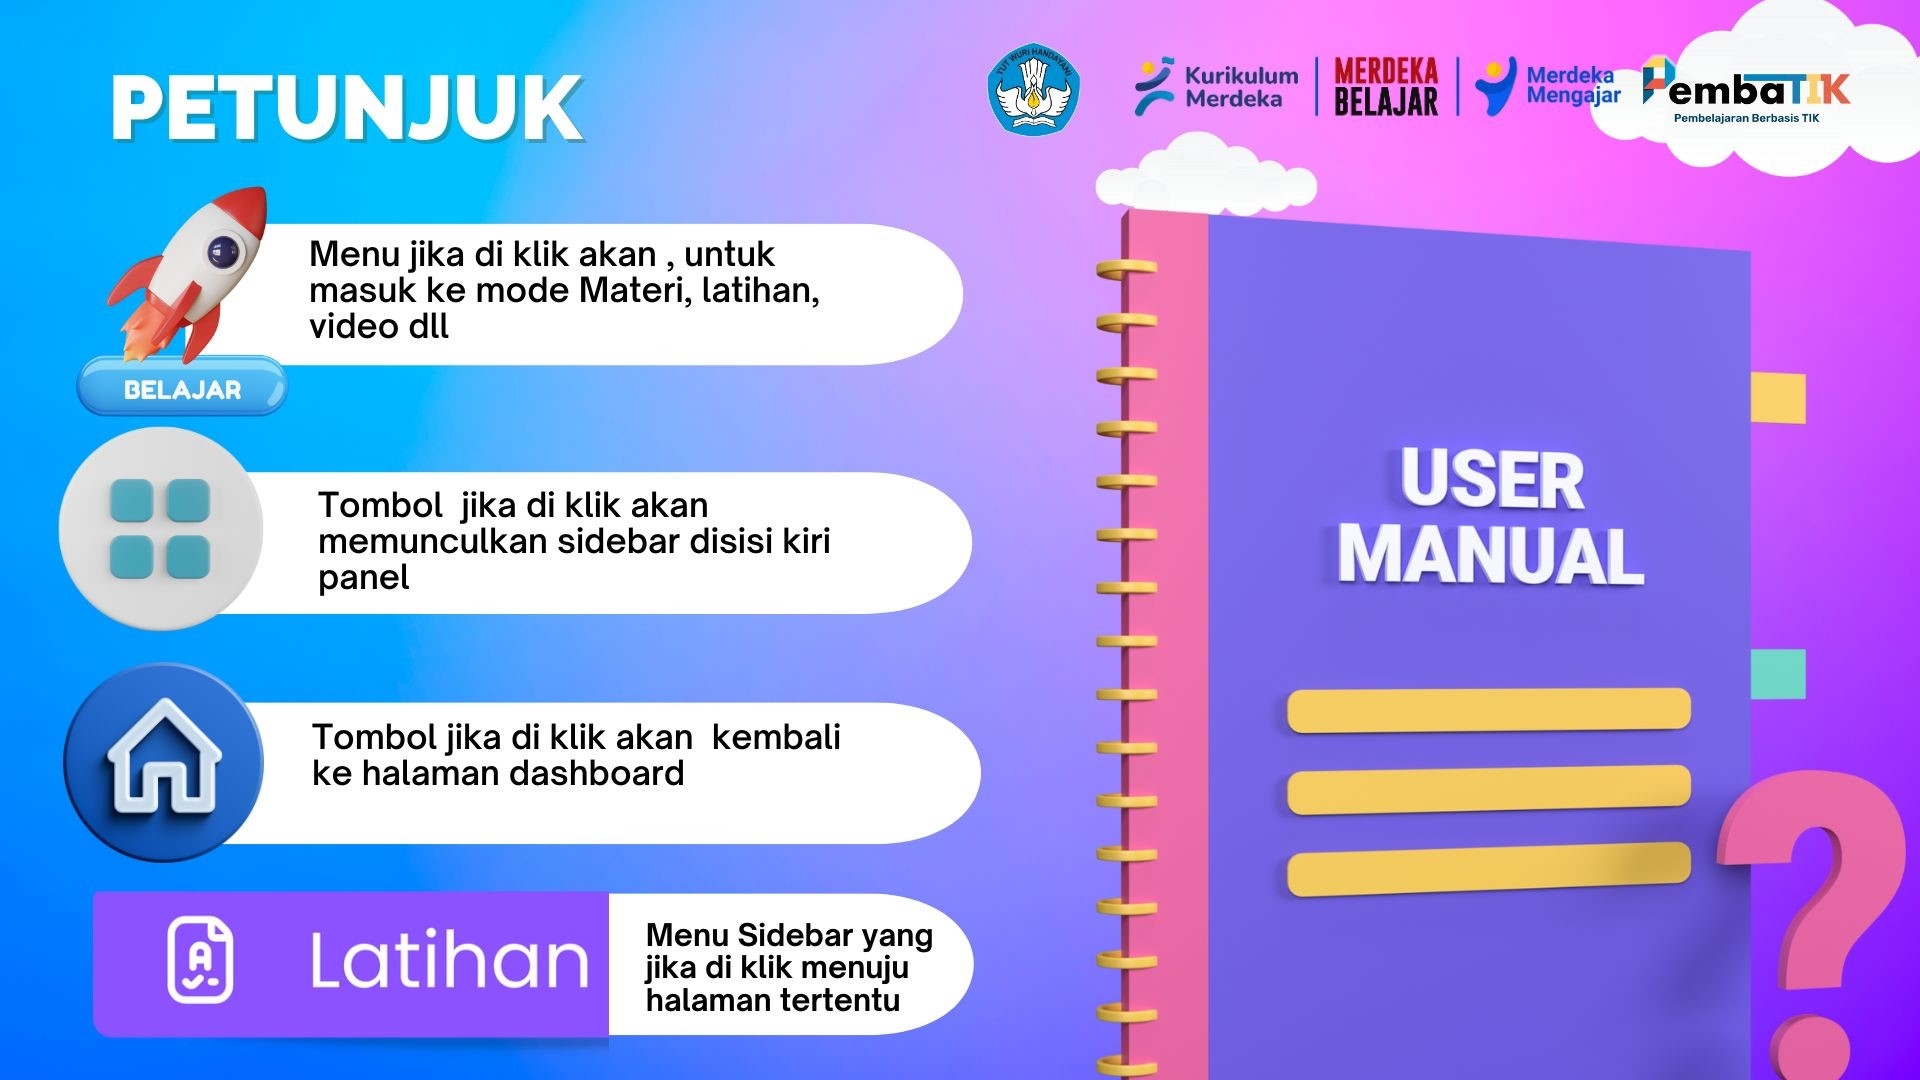 PETUNJUK
TUT WURI HANDAYANI
Kurikulum
Merdeka
MERDEKA
BELAJAR
Merdeka
Mengajar
PembaTIK
Pembelajaran Berbasis TIK
Menu jika di klik akan , untuk
masuk ke mode Materi, latihan,
video dll
BELAJAR
Tombol  jika di klik akan
memunculkan sidebar disisi kiri
panel
Tombol jika di klik akan  kembali
ke halaman dashboard
A
Latihan
Menu Sidebar yang
jika di klik menuju
halaman tertentu
USER
MANUAL
?